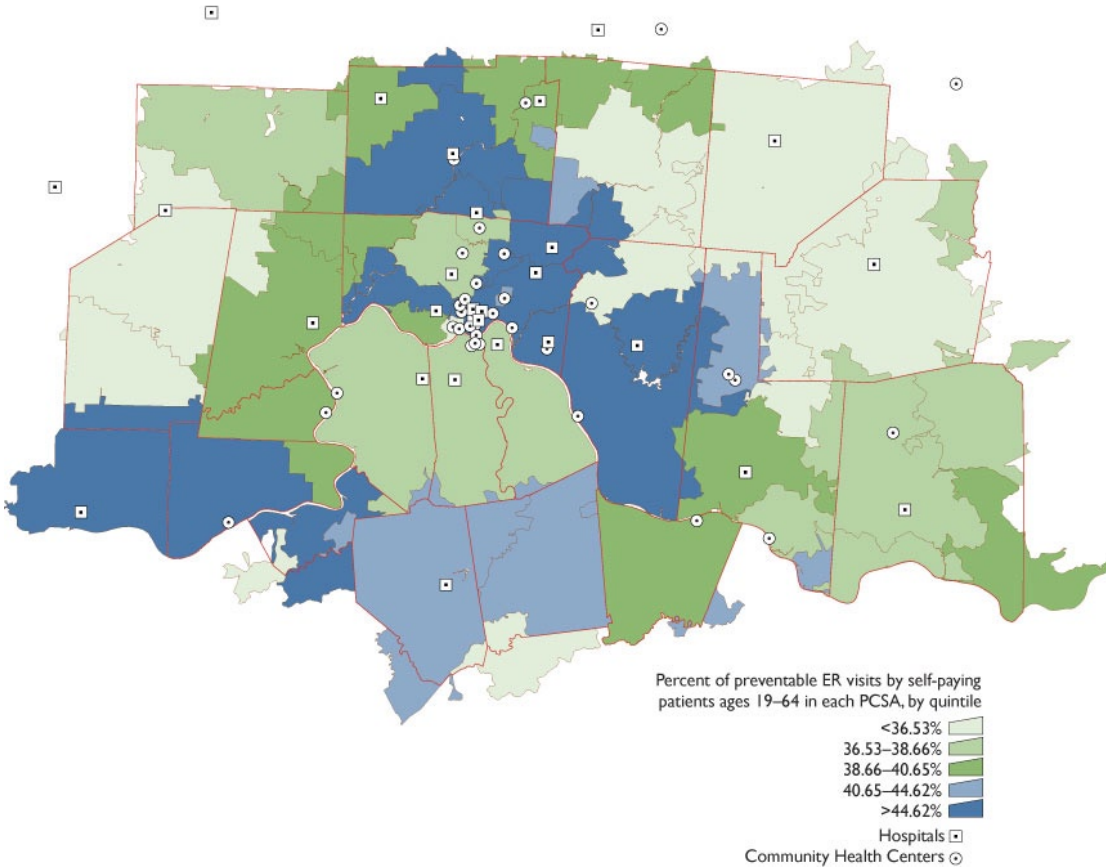 Percent of preventable ER visits by self-paying
patients ages 19–64 in each PCSA, by quintile
<36.53%
36.53–38.66%
38.66–40.65%
40.65–44.62%
>44.62%
Hospitals
Community Health Centers